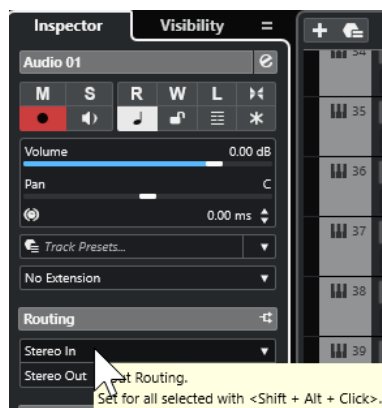 Inspector
Visibility
Audio 01
M S R W L
Volume 0.00 dB
Pan C
0.00 ms
Track Presets...
No Extension
Routing
Stereo In
Stereo Out
Routing.
Set for all selected with <Shift + Alt + Click>.
34
35
36
37
38
39